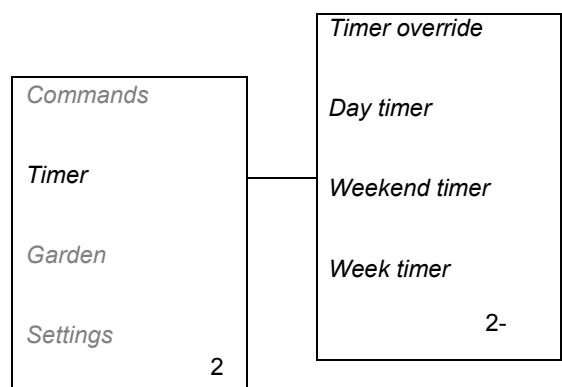 Commands
Timer
Garden
Settings
2
Timer override
Day timer
Weekend timer
Week timer
2-